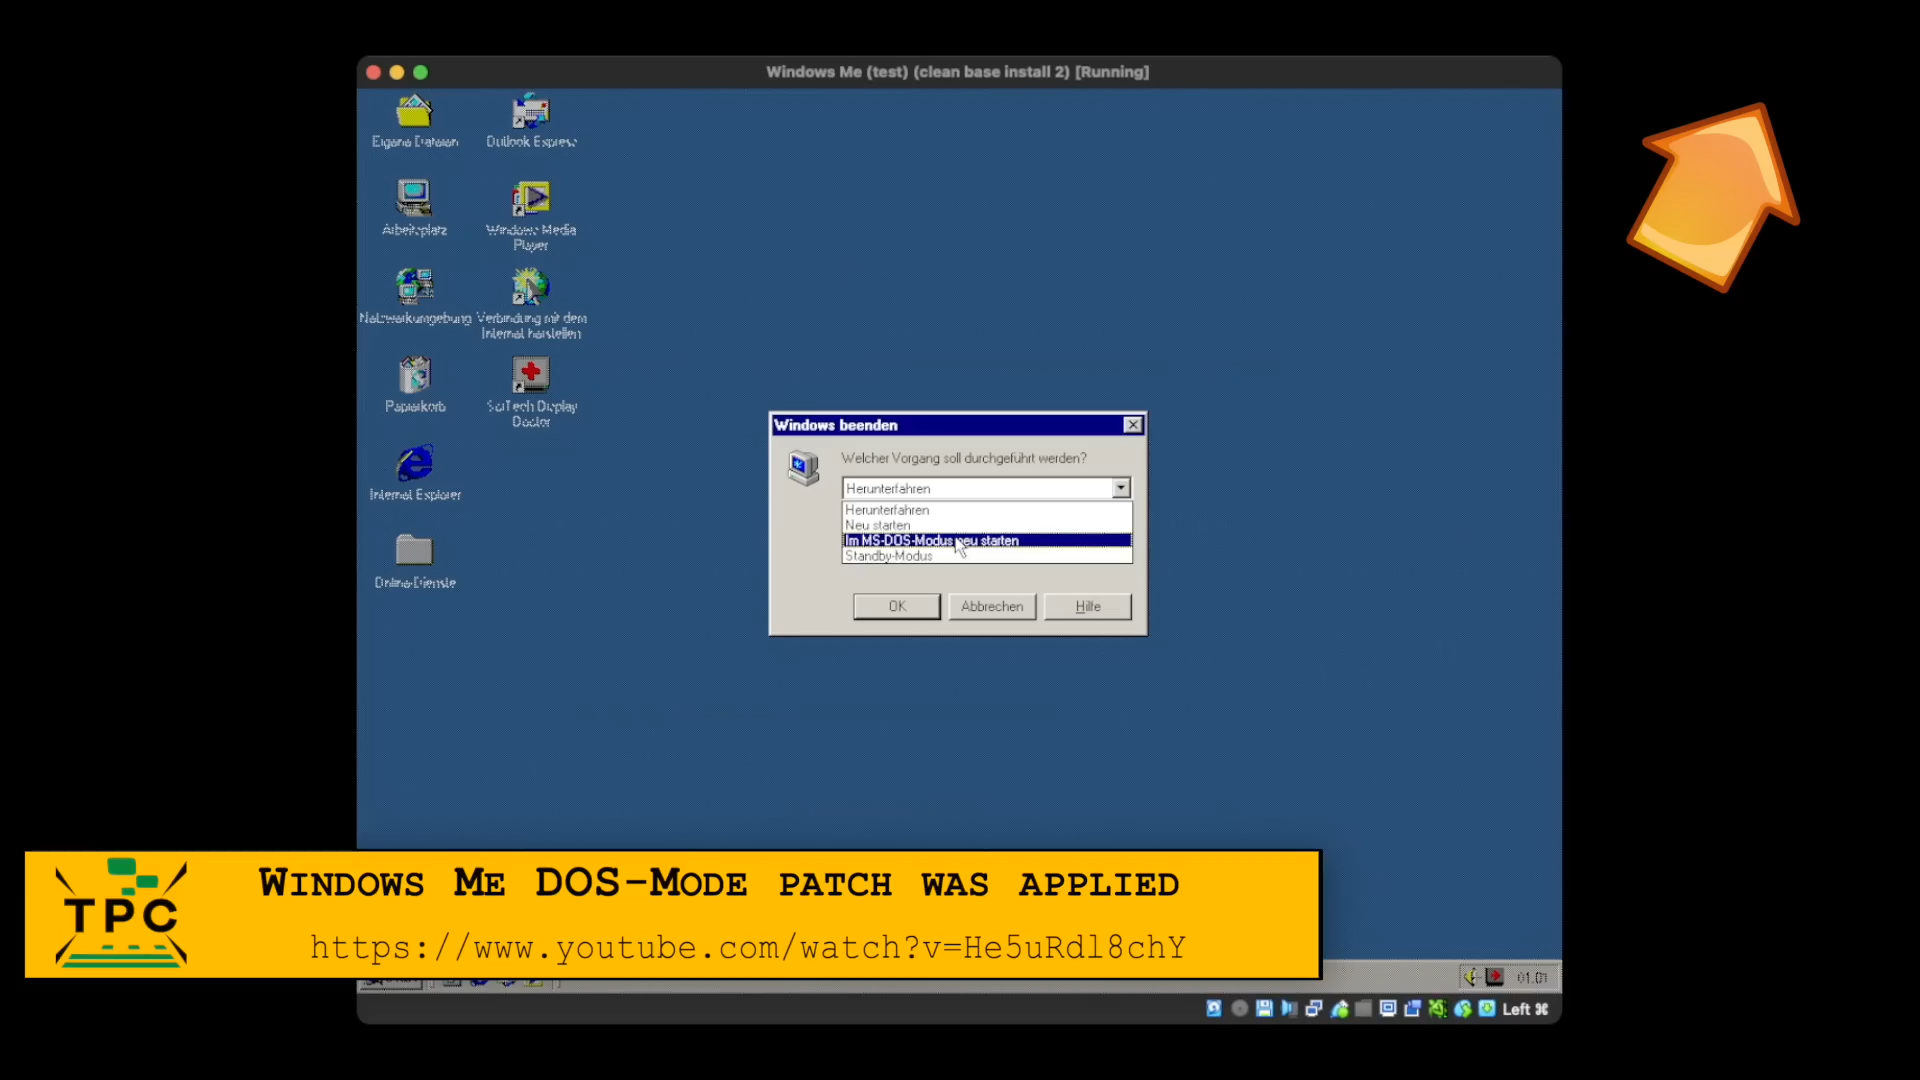 Windows Me (test) (clean base install 2) [Running]
Eigene Dateien
Outlook Express
Arbeitsplatz
Windows Media
Player
Netzwerkumgebung
Verbindung mit dem
Internet herstellen
Papierkorb
SciTech Display
Doctor
Internet Explorer
Online-Dienste
Windows beenden
Welcher Vorgang soll durchgeführt werden?
Herunterfahren
Herunterfahren
Neu starten
Im MS-DOS-Modus neu starten
Standby-Modus
OK
Abbrechen
Hilfe
TPC
Windows Me DOS-Mode patch was applied
https://www.youtube.com/watch?v=He5uRdl8chY
01:01
Left ⌘